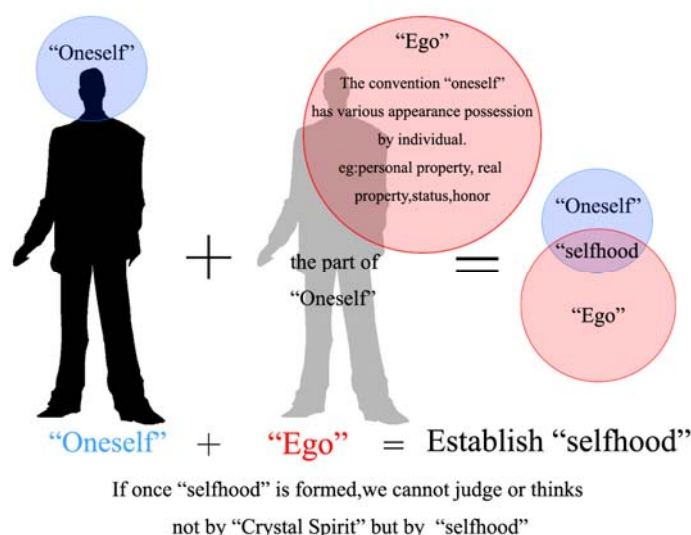 “Oneself”
“Ego”
The convention “oneself”
has various appearance possession
by individual.
eg:personal property, real
property,status,honor
+
the part of
“Oneself”
=
“Oneself”
“selfhood
“Ego”
“Oneself” + “Ego” = Establish “selfhood”
If once “selfhood” is formed,we cannot judge or thinks
not by “Crystal Spirit” but by “selfhood”